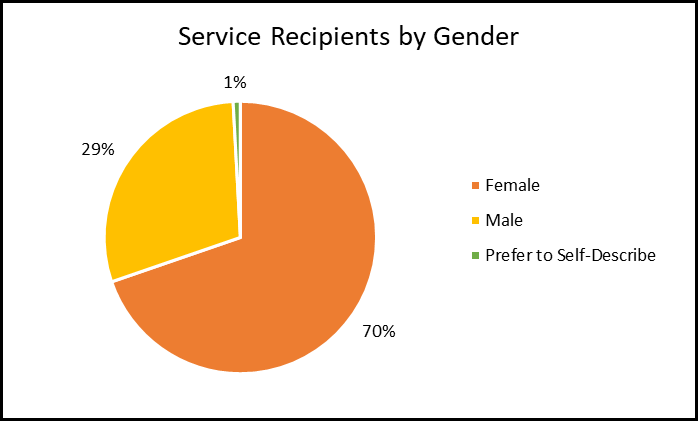 Service Recipients by Gender
1%
29%
70%
Female
Male
Prefer to Self-Describe